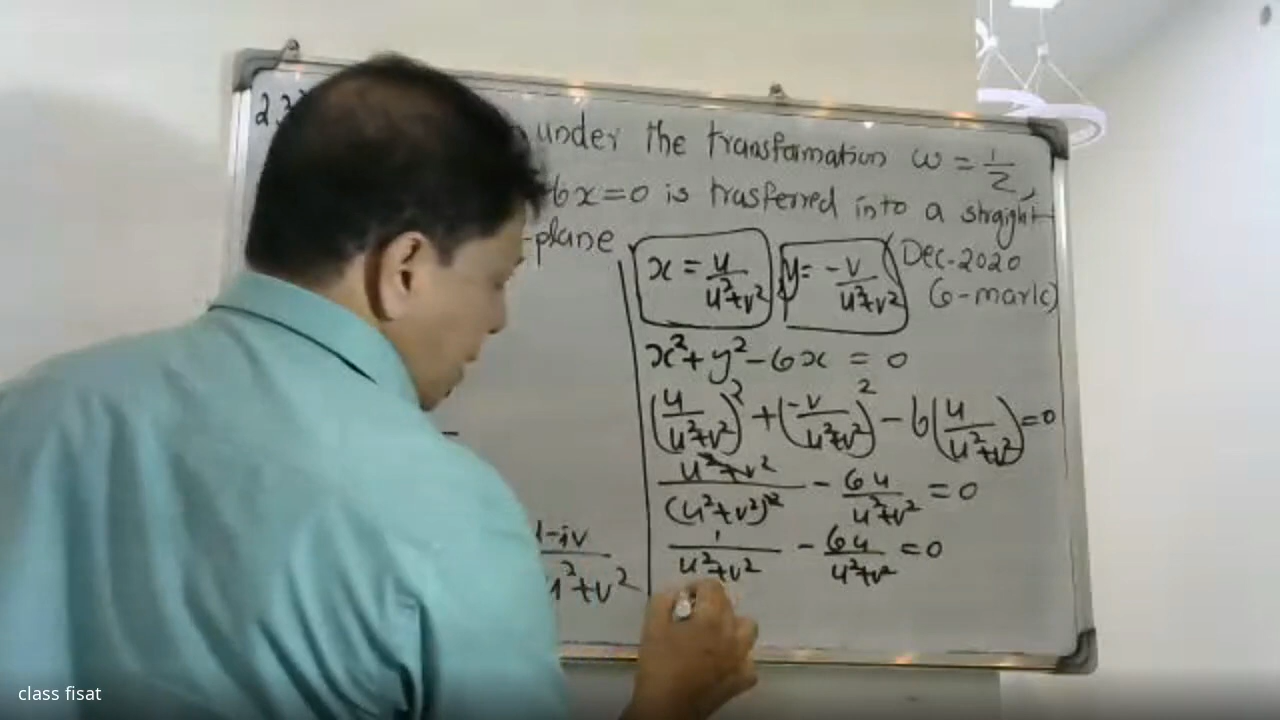 23
under the transformation ω = 1/z,
6x=0 is trasferred into a straight
-plane
(Dec-2020
6-mark)
x = u/(u²+v²) y = -v/(u²+v²)
x²+y²-6x = 0
(u/(u²+v²))² + (-v/(u²+v²))² - 6(u/(u²+v²)) = 0
(u²+v²)/(u²+v²)² - 6u/(u²+v²) = 0
1/(u²+v²) - 6u/(u²+v²) = 0
-iv
u²+v²
class fisat